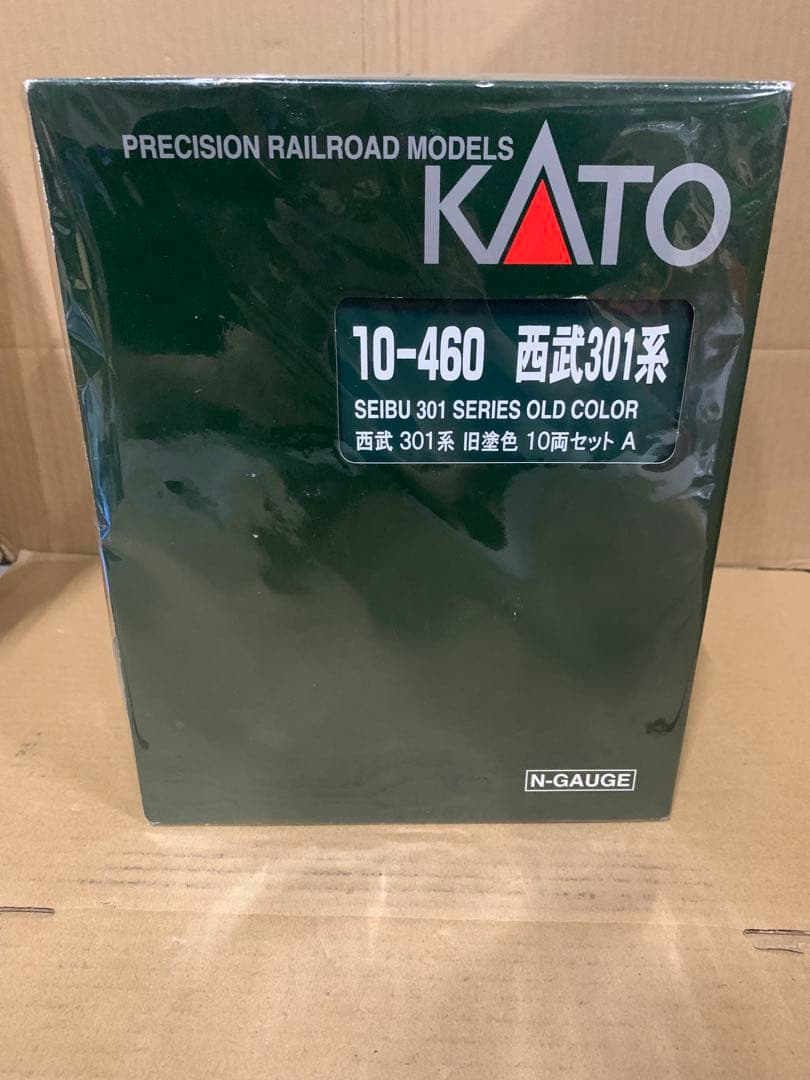 PRECISION RAILROAD MODELS
KATO
10-460 西武301系
SEIBU 301 SERIES OLD COLOR
西武 301系 旧塗色 10両セット A
N-GAUGE